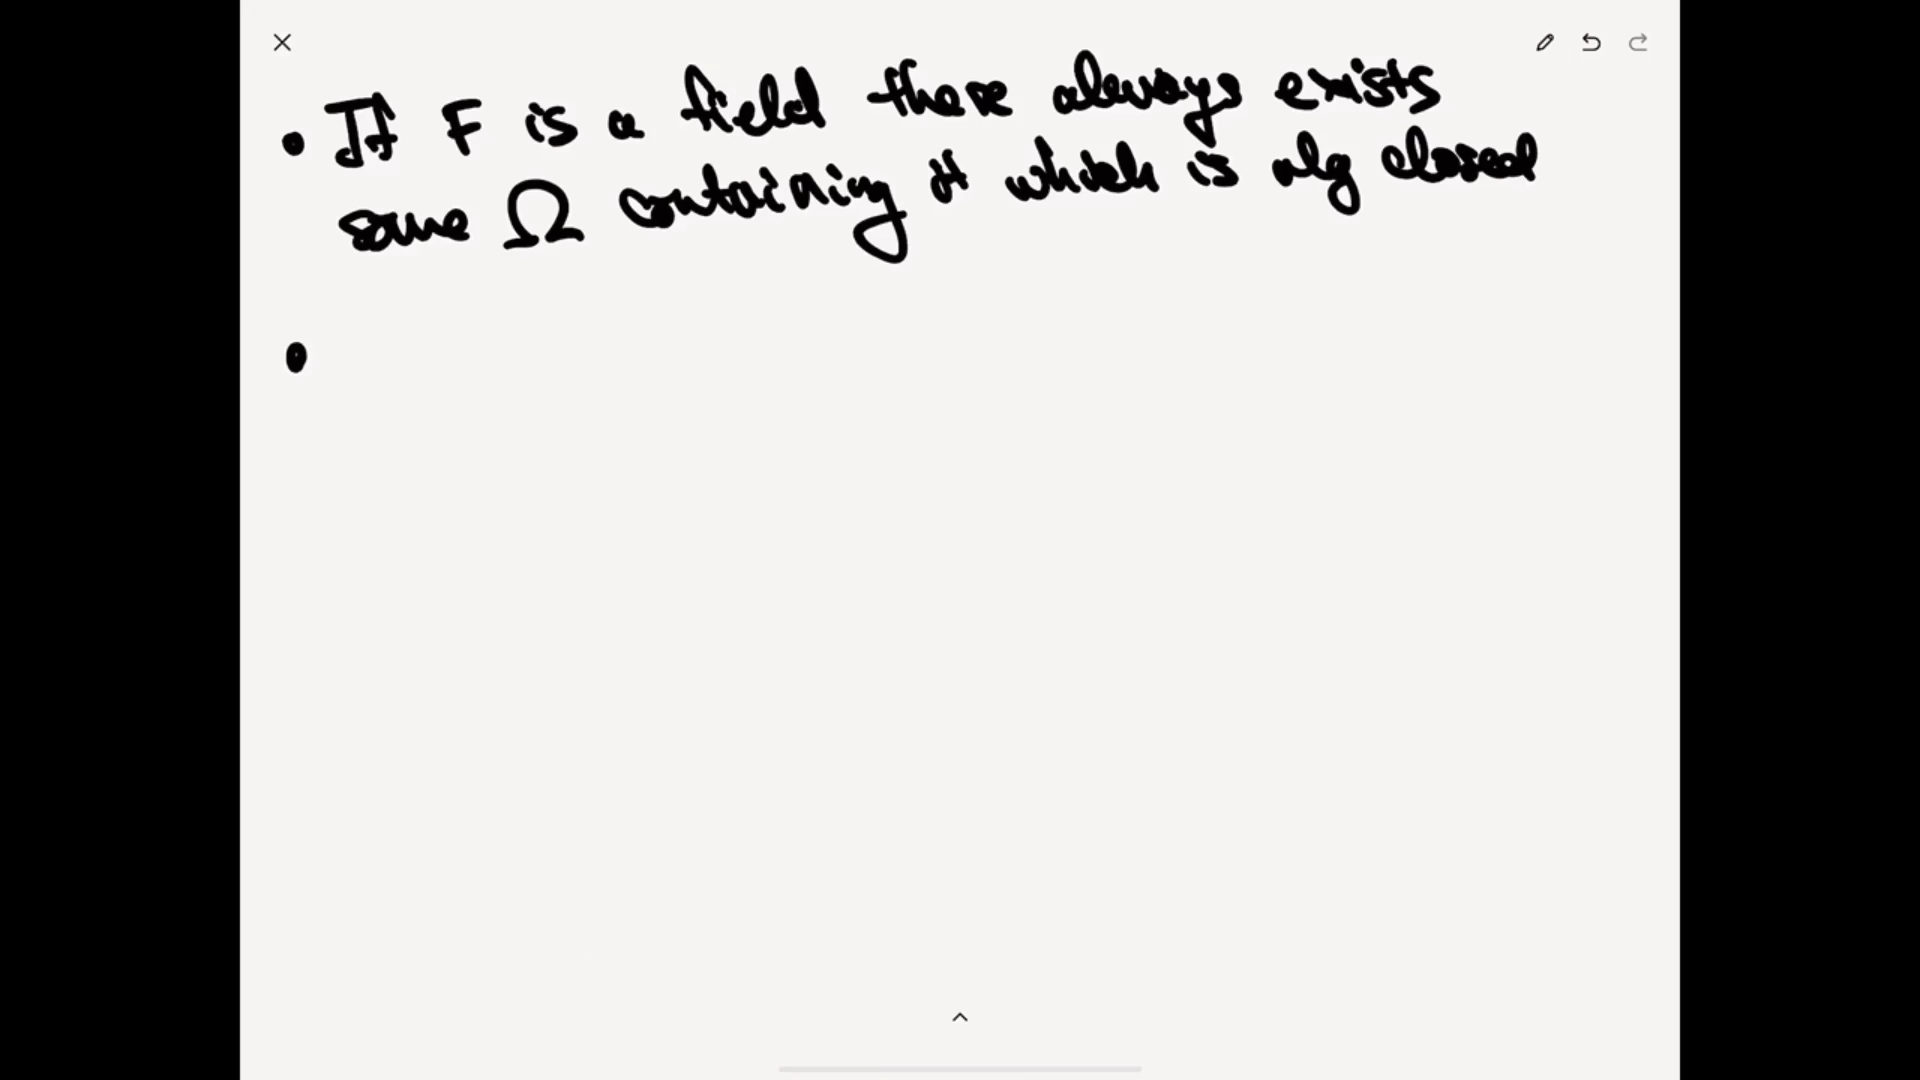 • If F is a field there always exists
some Ω containing it which is alg closed
•